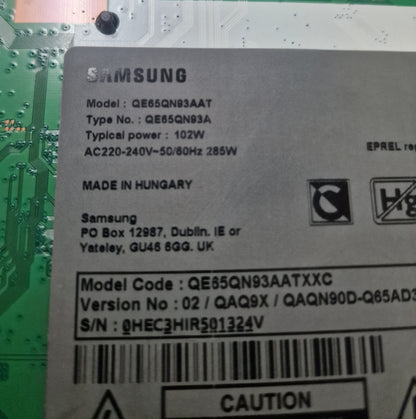 SAMSUNG
Model : QE65QN93AAT
Type No. : QE65QN93A
Typical power : 102W
AC220-240V~50/60Hz 285W
EPREL reg
MADE IN HUNGARY
Hg
Samsung
PO Box 12987, Dublin. IE or
Yateley, GU46 6GG. UK
Model Code : QE65QN93AATXXC
Version No : 02 / QAQ9X / QAQN90D-Q65AD3
S/N : 0HEC3HIR501324V
CAUTION